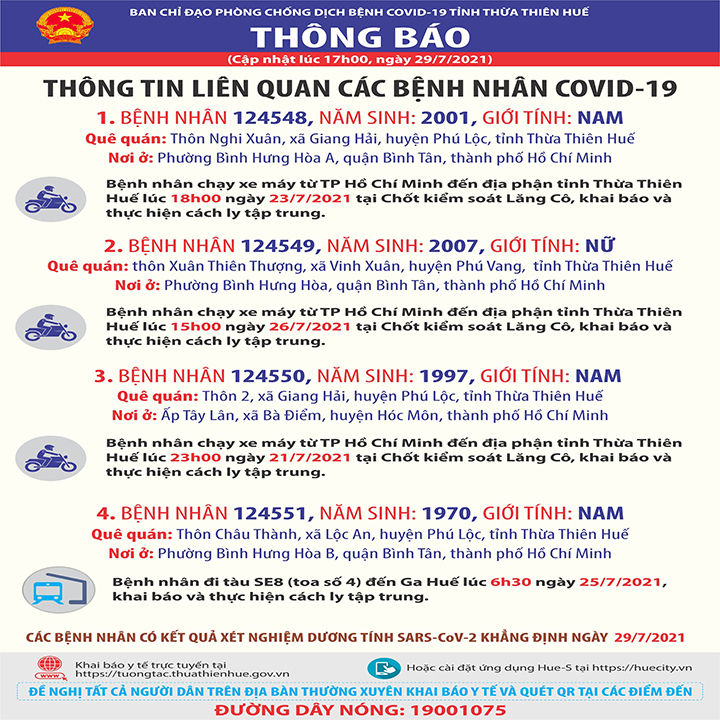 BAN CHỈ ĐẠO PHÒNG CHỐNG DỊCH BỆNH COVID-19 TỈNH THỪA THIÊN HUẾ
THÔNG BÁO
(Cập nhật lúc 17h00, ngày 29/7/2021)
THÔNG TIN LIÊN QUAN CÁC BỆNH NHÂN COVID-19
1. BỆNH NHÂN 124548, NĂM SINH: 2001, GIỚI TÍNH: NAM
Quê quán: Thôn Nghi Xuân, xã Giang Hải, huyện Phú Lộc, tỉnh Thừa Thiên Huế
Nơi ở: Phường Bình Hưng Hòa A, quận Bình Tân, thành phố Hồ Chí Minh
Bệnh nhân chạy xe máy từ TP Hồ Chí Minh đến địa phận tỉnh Thừa Thiên
Huế lúc 18h00 ngày 23/7/2021 tại Chốt kiểm soát Lăng Cô, khai báo và
thực hiện cách ly tập trung.
2. BỆNH NHÂN 124549, NĂM SINH: 2007, GIỚI TÍNH: NỮ
Quê quán: thôn Xuân Thiên Thượng, xã Vinh Xuân, huyện Phú Vang, tỉnh Thừa Thiên Huế
Nơi ở: Phường Bình Hưng Hòa, quận Bình Tân, thành phố Hồ Chí Minh
Bệnh nhân chạy xe máy từ TP Hồ Chí Minh đến địa phận tỉnh Thừa Thiên
Huế lúc 15h00 ngày 26/7/2021 tại Chốt kiểm soát Lăng Cô, khai báo và
thực hiện cách ly tập trung.
3. BỆNH NHÂN 124550, NĂM SINH: 1997, GIỚI TÍNH: NAM
Quê quán: Thôn 2, xã Giang Hải, huyện Phú Lộc, tỉnh Thừa Thiên Huế
Nơi ở: Ấp Tây Lân, xã Bà Điểm, huyện Hóc Môn, thành phố Hồ Chí Minh
Bệnh nhân chạy xe máy từ TP Hồ Chí Minh đến địa phận tỉnh Thừa Thiên
Huế lúc 23h00 ngày 21/7/2021 tại Chốt kiểm soát Lăng Cô, khai báo và
thực hiện cách ly tập trung.
4. BỆNH NHÂN 124551, NĂM SINH: 1970, GIỚI TÍNH: NAM
Quê quán: Thôn Châu Thành, xã Lộc An, huyện Phú Lộc, tỉnh Thừa Thiên Huế
Nơi ở: Phường Bình Hưng Hòa B, quận Bình Tân, thành phố Hồ Chí Minh
Bệnh nhân đi tàu SE8 (toa số 4) đến Ga Huế lúc 6h30 ngày 25/7/2021,
khai báo và thực hiện cách ly tập trung.
CÁC BỆNH NHÂN CÓ KẾT QUẢ XÉT NGHIỆM DƯƠNG TÍNH SARS-CoV-2 KHẲNG ĐỊNH NGÀY 29/7/2021
Khai báo y tế trực tuyến tại
https://tuongtac.thuathienhue.gov.vn
Hoặc cài đặt ứng dụng Hue-S tại https://huecity.vn
ĐỀ NGHỊ TẤT CẢ NGƯỜI DÂN TRÊN ĐỊA BÀN THƯỜNG XUYÊN KHAI BÁO Y TẾ VÀ QUÉT QR TẠI CÁC ĐIỂM ĐẾN
ĐƯỜNG DÂY NÓNG: 19001075